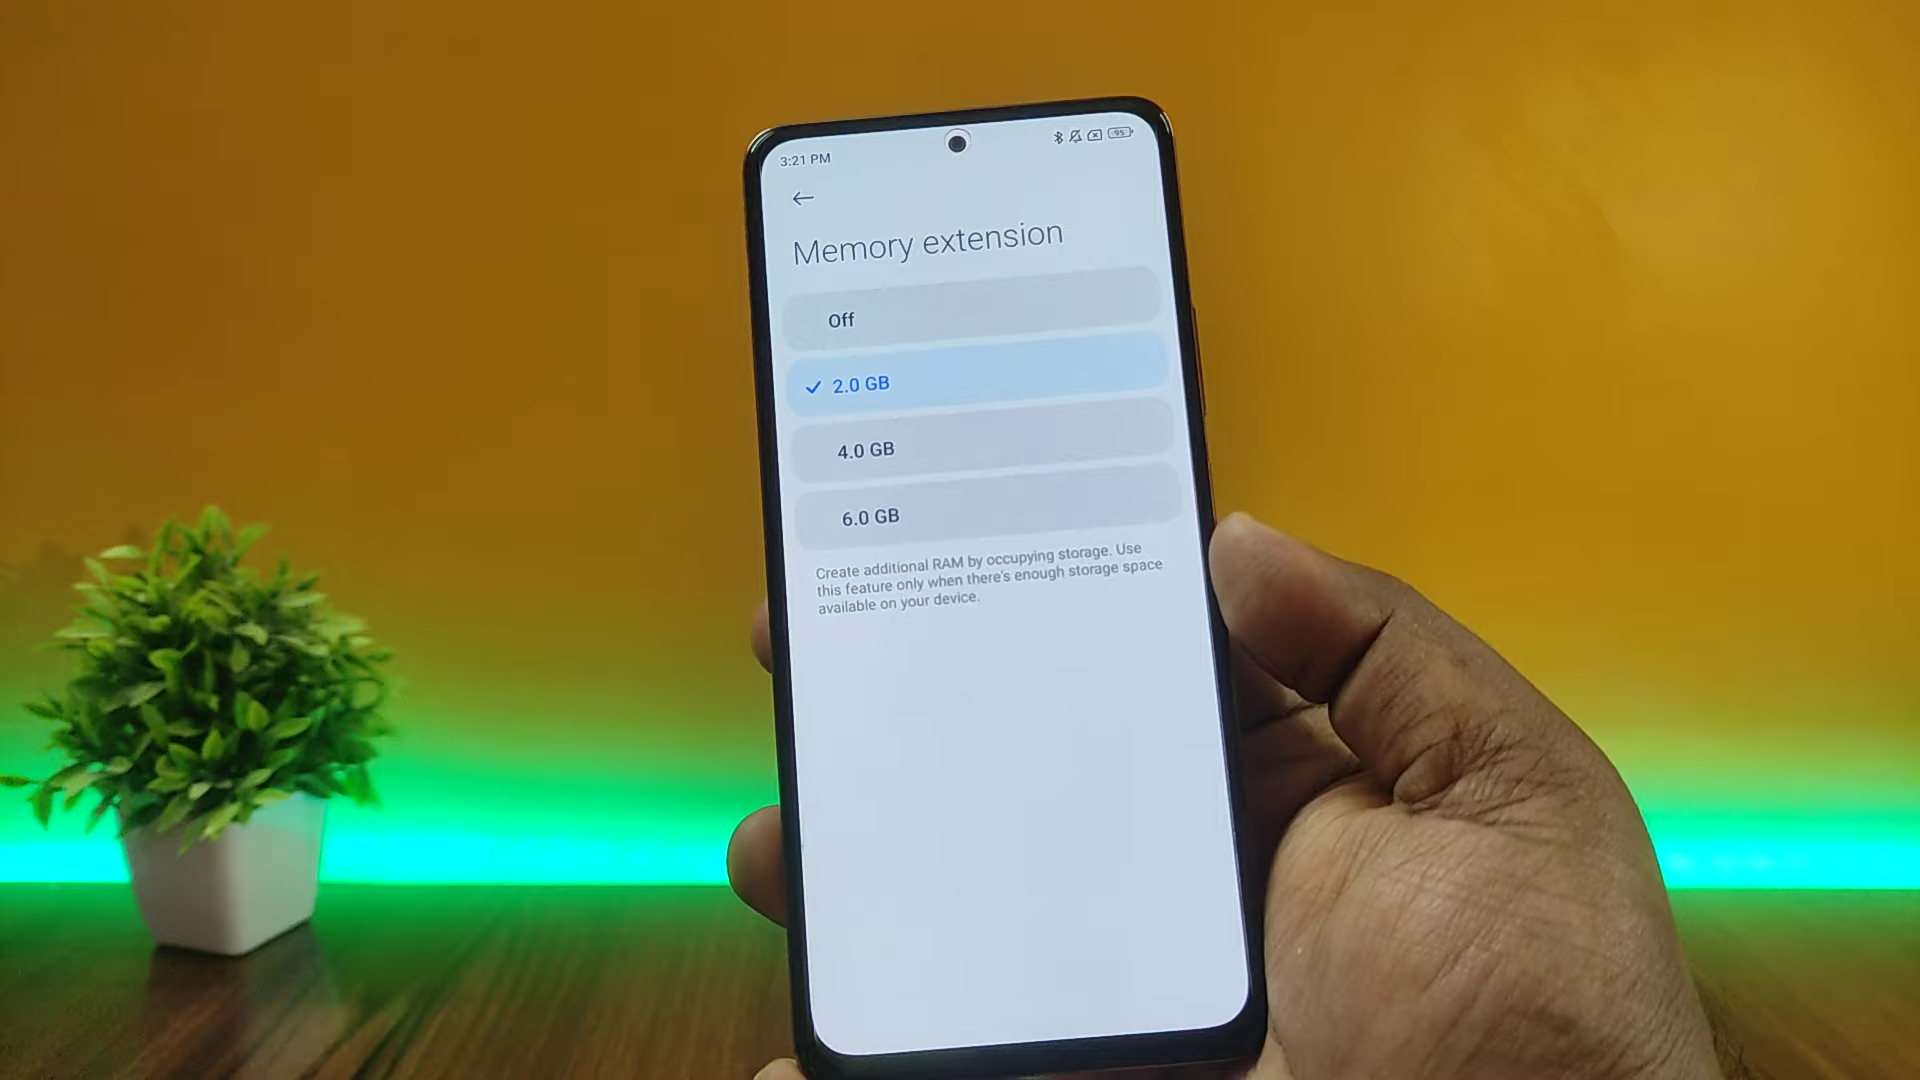 3:21 PM
95
Memory extension
Off
2.0 GB
4.0 GB
6.0 GB
Create additional RAM by occupying storage. Use
this feature only when there's enough storage space
available on your device.